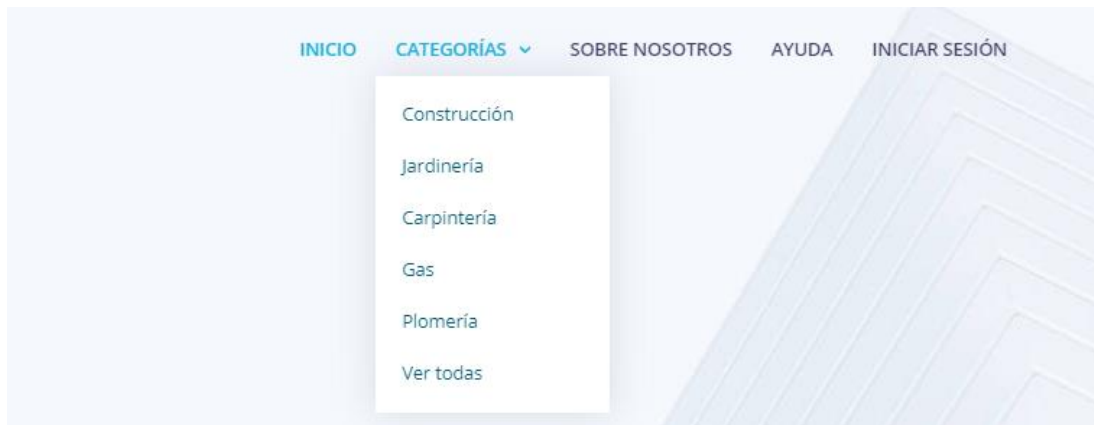 INICIO CATEGORÍAS SOBRE NOSOTROS AYUDA INICIAR SESIÓN
Construcción
Jardinería
Carpintería
Gas
Plomería
Ver todas